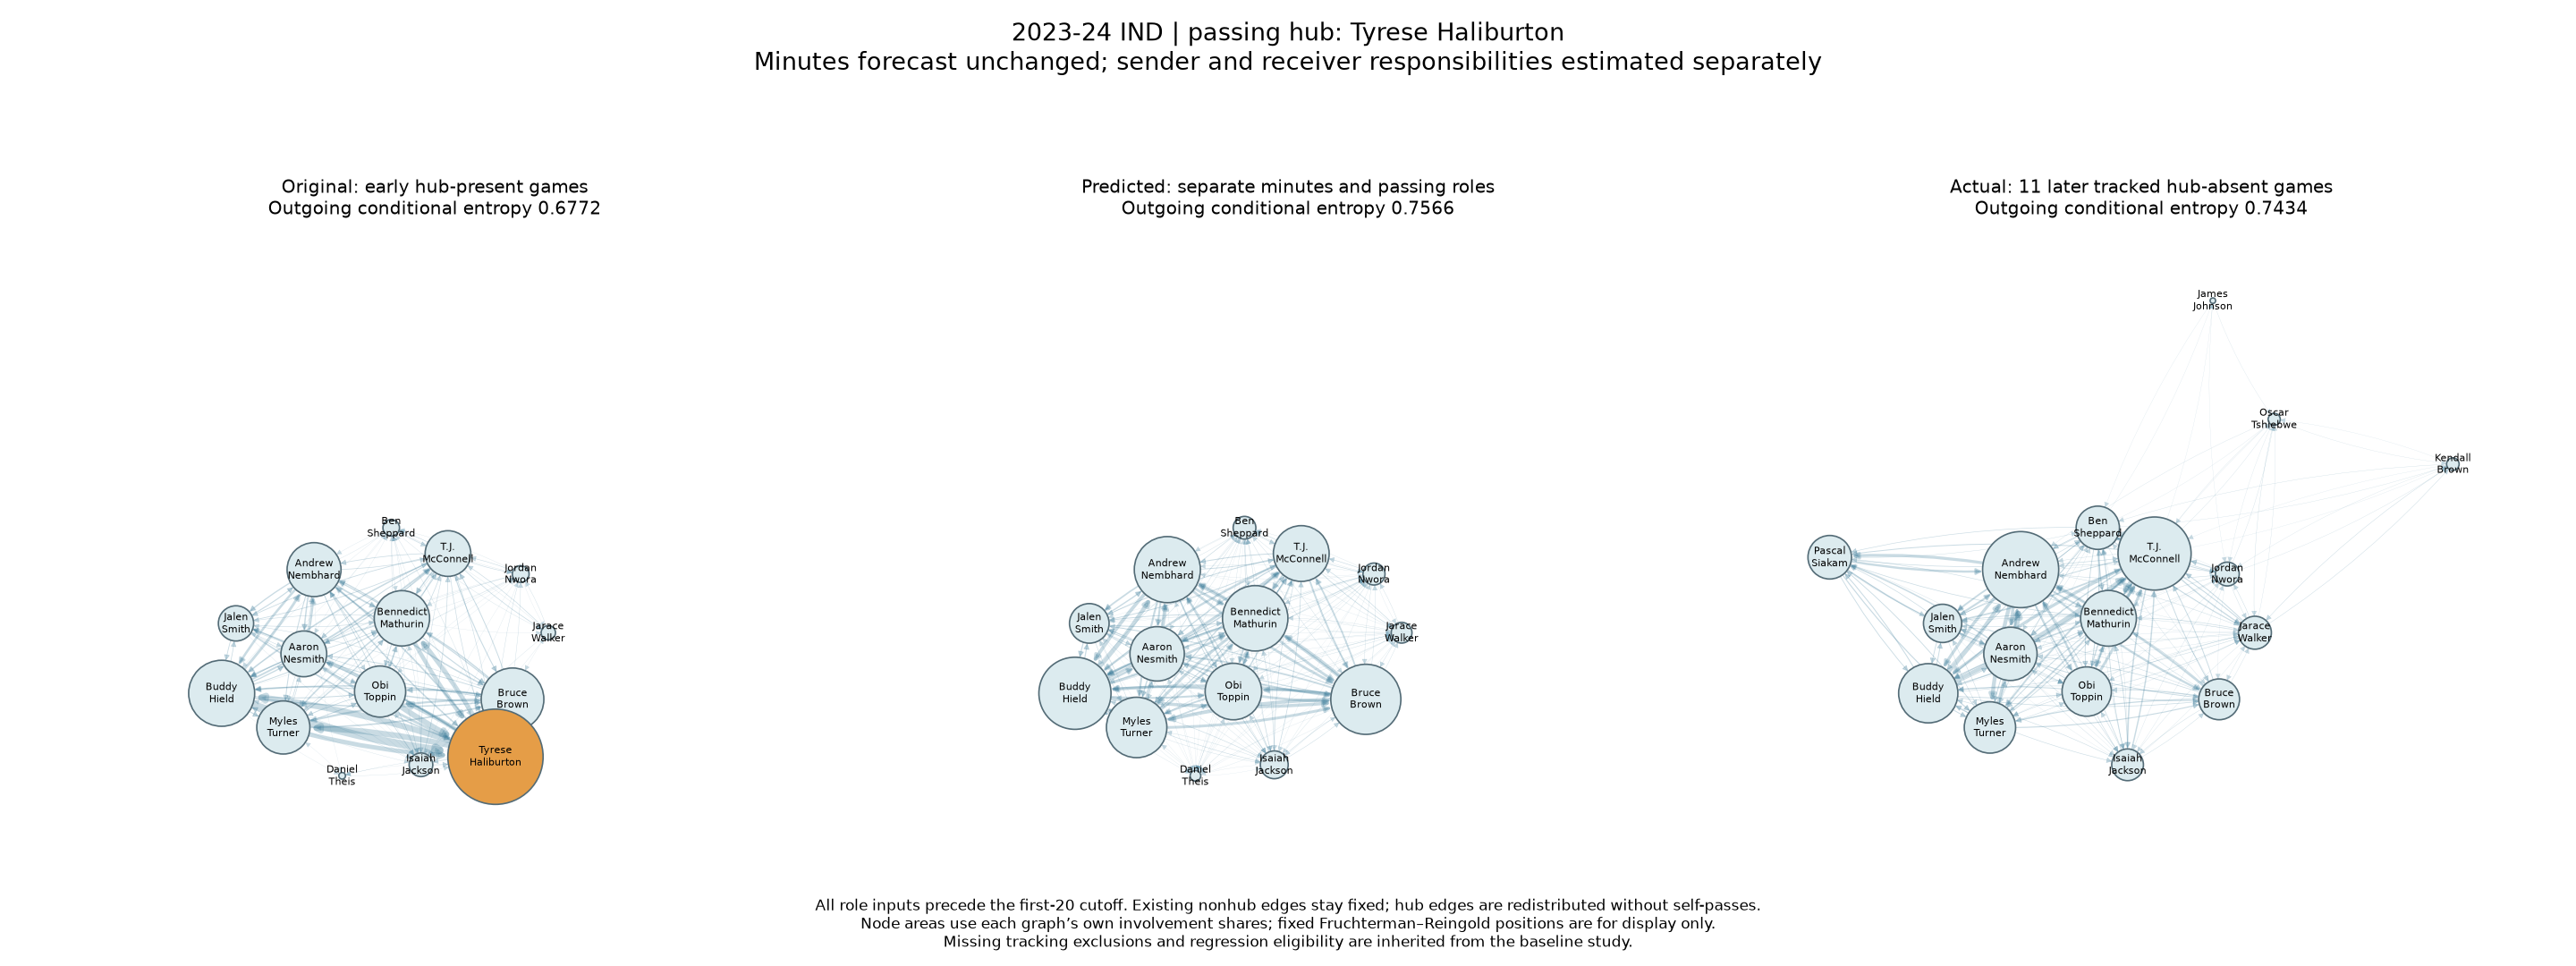 2023-24 IND | passing hub: Tyrese Haliburton
Minutes forecast unchanged; sender and receiver responsibilities estimated separately
Original: early hub-present games
Outgoing conditional entropy 0.6772
Ben
Sheppard
T.J.
McConnell
Andrew
Nembhard
Jordan
Nwora
Bennedict
Mathurin
Jalen
Smith
Jarace
Walker
Aaron
Nesmith
Buddy
Hield
Obi
Toppin
Bruce
Brown
Myles
Turner
Tyrese
Haliburton
Isaiah
Jackson
Daniel
Theis
Predicted: separate minutes and passing roles
Outgoing conditional entropy 0.7566
Ben
Sheppard
T.J.
McConnell
Andrew
Nembhard
Jordan
Nwora
Bennedict
Mathurin
Jalen
Smith
Jarace
Walker
Aaron
Nesmith
Buddy
Hield
Obi
Toppin
Bruce
Brown
Myles
Turner
Isaiah
Jackson
Daniel
Theis
Actual: 11 later tracked hub-absent games
Outgoing conditional entropy 0.7434
James
Johnson
Oscar
Tshiebwe
Kendall
Brown
Ben
Sheppard
T.J.
McConnell
Pascal
Siakam
Andrew
Nembhard
Jordan
Nwora
Bennedict
Mathurin
Jalen
Smith
Jarace
Walker
Aaron
Nesmith
Buddy
Hield
Obi
Toppin
Bruce
Brown
Myles
Turner
Isaiah
Jackson
All role inputs precede the first-20 cutoff. Existing nonhub edges stay fixed; hub edges are redistributed without self-passes.
Node areas use each graph’s own involvement shares; fixed Fruchterman–Reingold positions are for display only.
Missing tracking exclusions and regression eligibility are inherited from the baseline study.